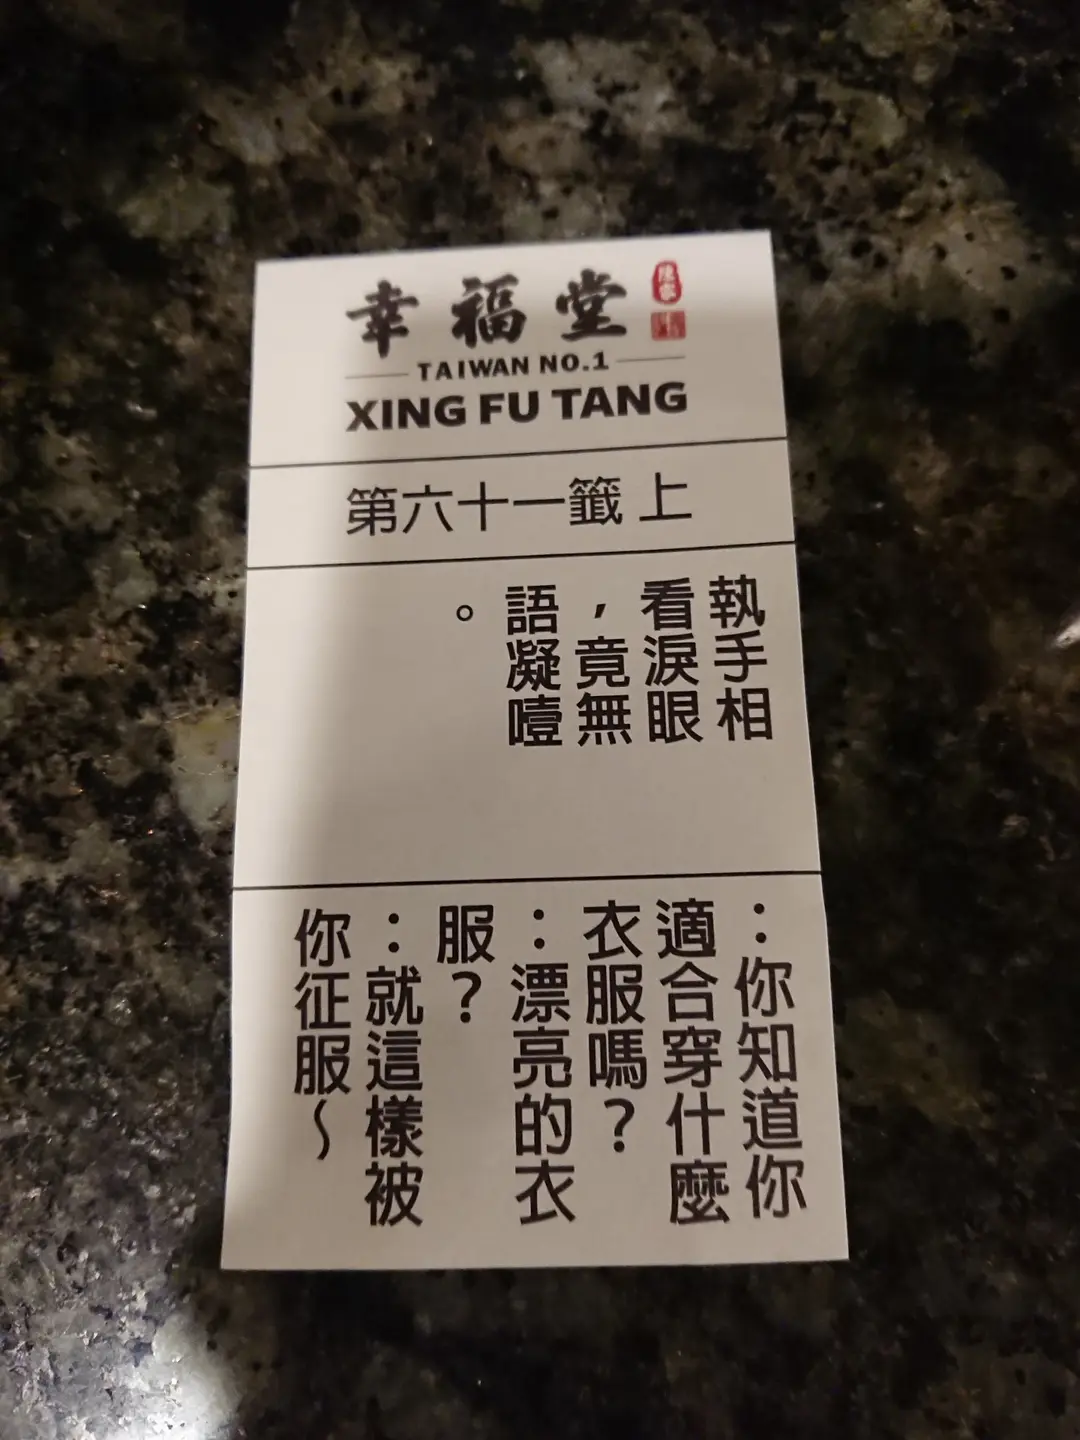 幸福堂
TAIWAN NO.1
XING FU TANG
第六十一籤 上
執手相
看淚眼
，竟無
語凝噎
。
：你知道你
適合穿什麼
衣服嗎？
：漂亮的衣
服？
：就這樣被
你征服～